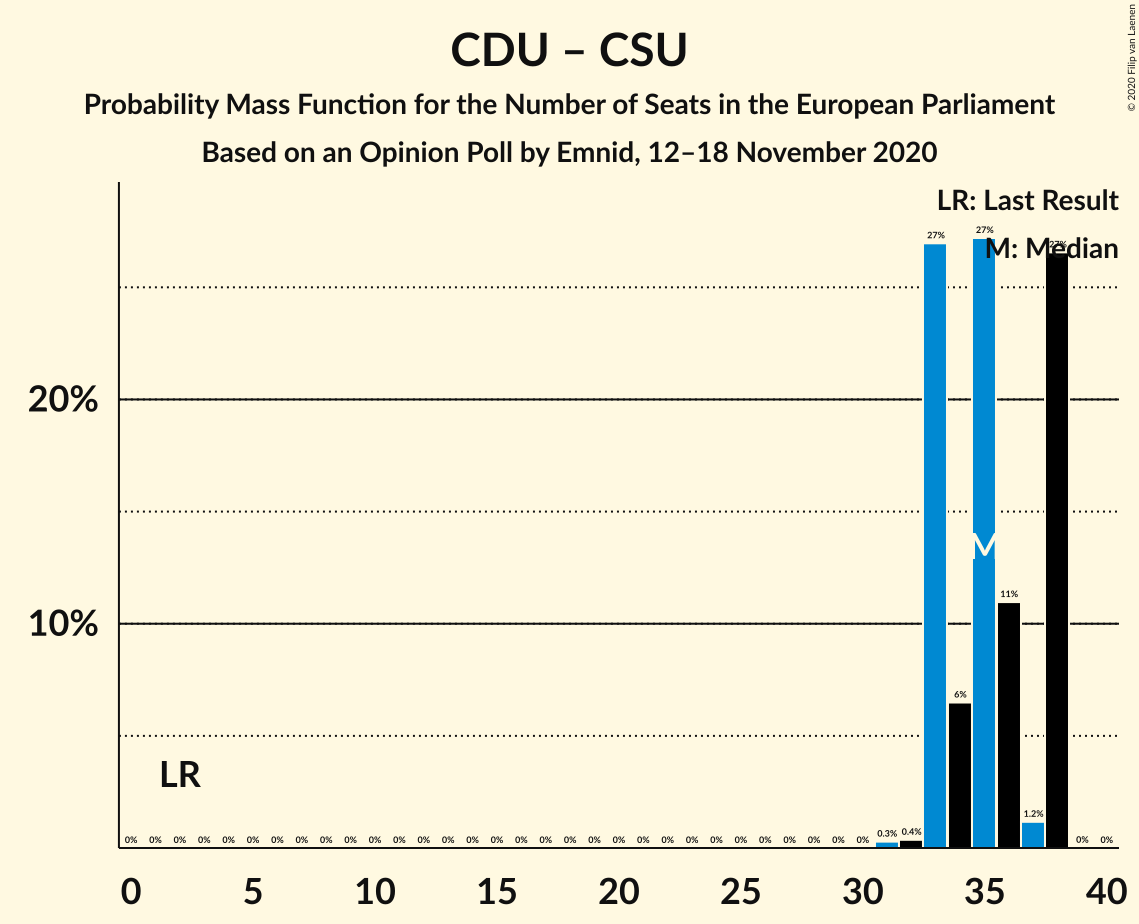 CDU – CSU
Probability Mass Function for the Number of Seats in the European Parliament
Based on an Opinion Poll by Emnid, 12–18 November 2020
© 2020 Filip van Laenen
LR: Last Result
M: Median
27% 27% 27%
20%
M
11%
10%
6%
LR
1.2%
0% 0% 0% 0% 0% 0% 0% 0% 0% 0% 0% 0% 0% 0% 0% 0% 0% 0% 0% 0% 0% 0% 0% 0% 0% 0% 0% 0% 0% 0% 0% 0.3% 0.4% 0% 0%
0 5 10 15 20 25 30 35 40